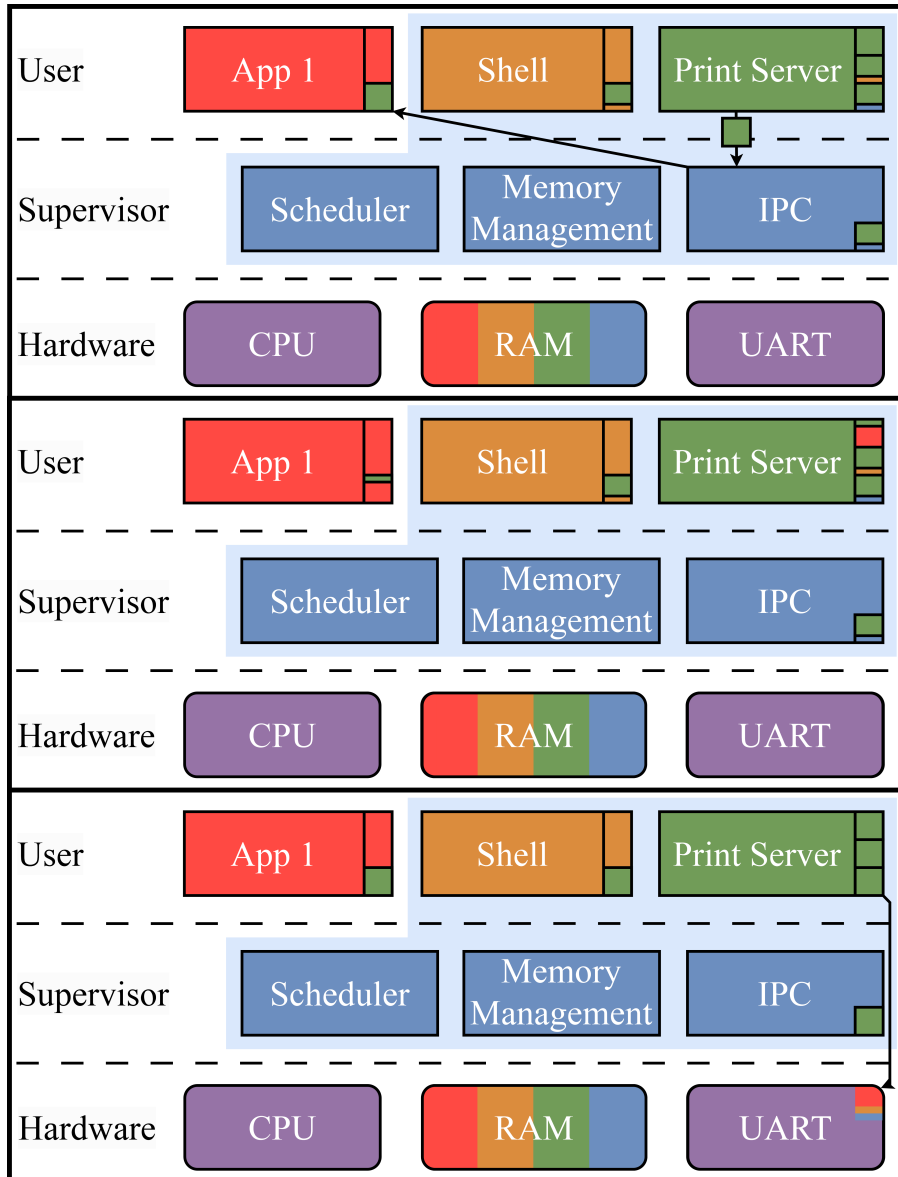 User
App 1
Shell
Print Server
Supervisor
Scheduler
Memory
Management
IPC
Hardware
CPU
RAM
UART
User
App 1
Shell
Print Server
Supervisor
Scheduler
Memory
Management
IPC
Hardware
CPU
RAM
UART
User
App 1
Shell
Print Server
Supervisor
Scheduler
Memory
Management
IPC
Hardware
CPU
RAM
UART